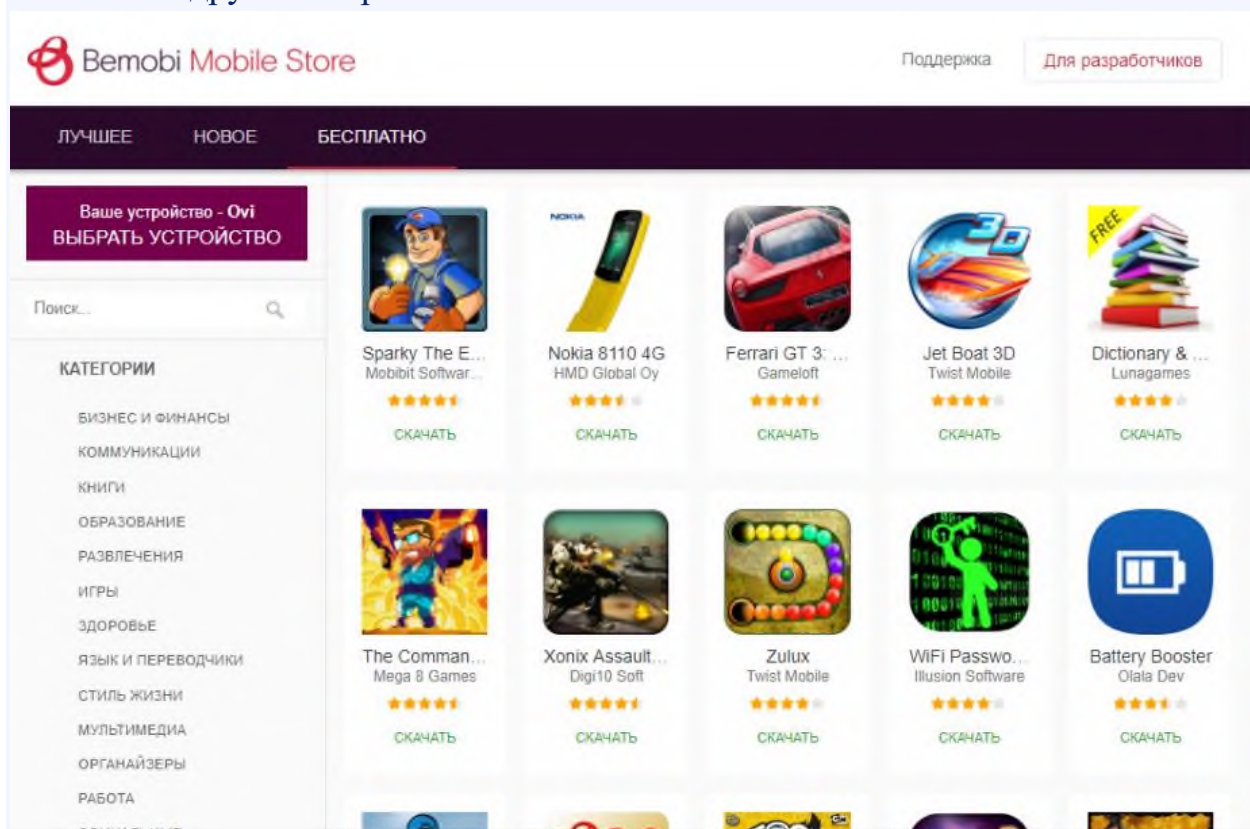 Bemobi Mobile Store
Поддержка
Для разработчиков
ЛУЧШЕЕ
НОВОЕ
БЕСПЛАТНО
Ваше устройство - Ovi
ВЫБРАТЬ УСТРОЙСТВО
Поиск...
КАТЕГОРИИ
БИЗНЕС И ФИНАНСЫ
КОММУНИКАЦИИ
КНИГИ
ОБРАЗОВАНИЕ
РАЗВЛЕЧЕНИЯ
ИГРЫ
ЗДОРОВЬЕ
ЯЗЫК И ПЕРЕВОДЧИКИ
СТИЛЬ ЖИЗНИ
МУЛЬТИМЕДИА
ОРГАНАЙЗЕРЫ
РАБОТА
Sparky The E...
Mobibit Softwar...
СКАЧАТЬ
NOKIA
Nokia 8110 4G
HMD Global Oy
СКАЧАТЬ
Ferrari GT 3: ...
Gameloft
СКАЧАТЬ
3D
Jet Boat 3D
Twist Mobile
СКАЧАТЬ
FREE
Dictionary & ...
Lunagames
СКАЧАТЬ
The Comman...
Mega 8 Games
СКАЧАТЬ
Xonix Assault...
Digi10 Soft
СКАЧАТЬ
Zulux
Twist Mobile
СКАЧАТЬ
WiFi Passwo...
Illusion Software
СКАЧАТЬ
Battery Booster
Olala Dev
СКАЧАТЬ